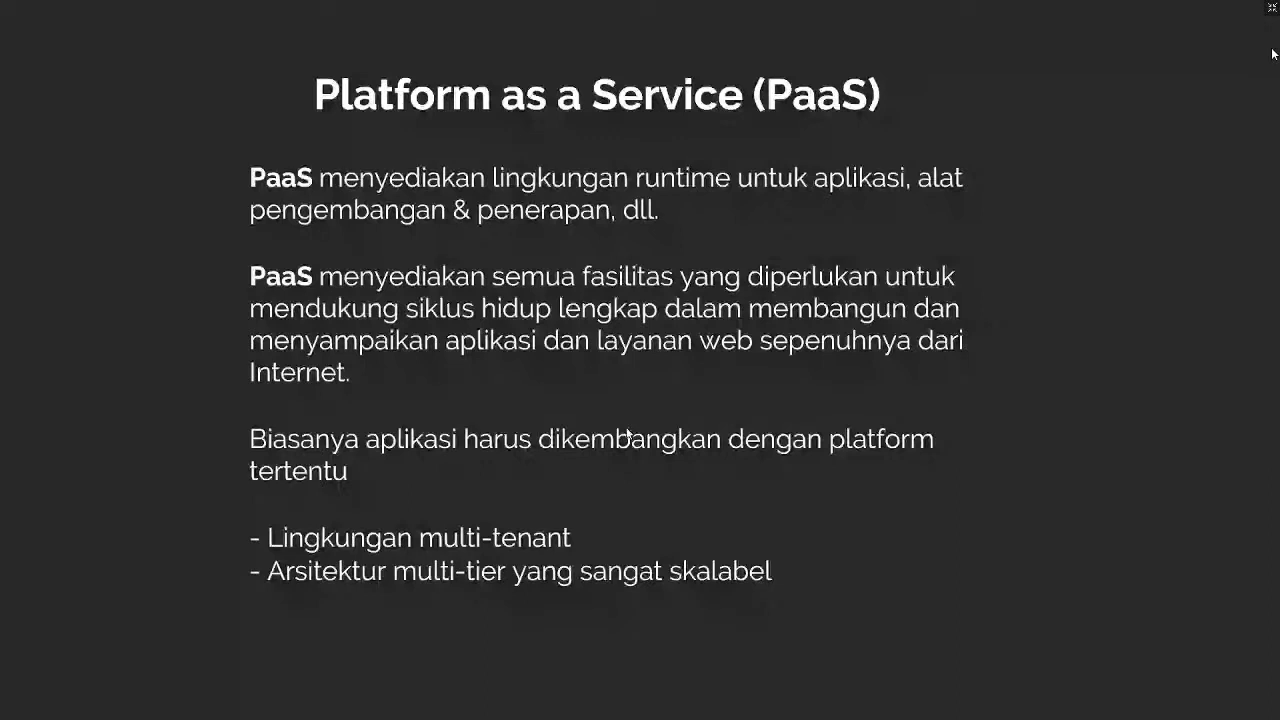 Platform as a Service (PaaS)
PaaS menyediakan lingkungan runtime untuk aplikasi, alat
pengembangan & penerapan, dll.
PaaS menyediakan semua fasilitas yang diperlukan untuk
mendukung siklus hidup lengkap dalam membangun dan
menyampaikan aplikasi dan layanan web sepenuhnya dari
Internet.
Biasanya aplikasi harus dikembangkan dengan platform
tertentu
- Lingkungan multi-tenant
- Arsitektur multi-tier yang sangat skalabel